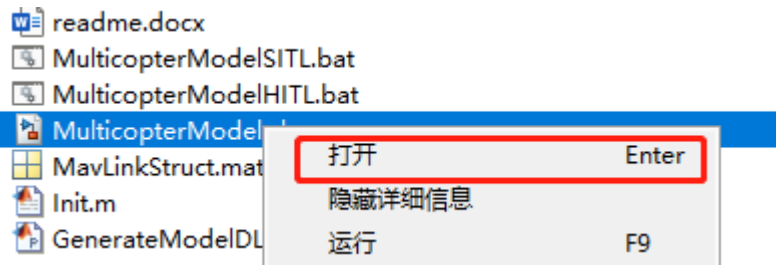 readme.docx
MulticopterModelSITL.bat
MulticopterModelHITL.bat
MulticopterModel
MavLinkStruct.mat
打开 Enter
Init.m
隐藏详细信息
GenerateModelDL
运行 F9